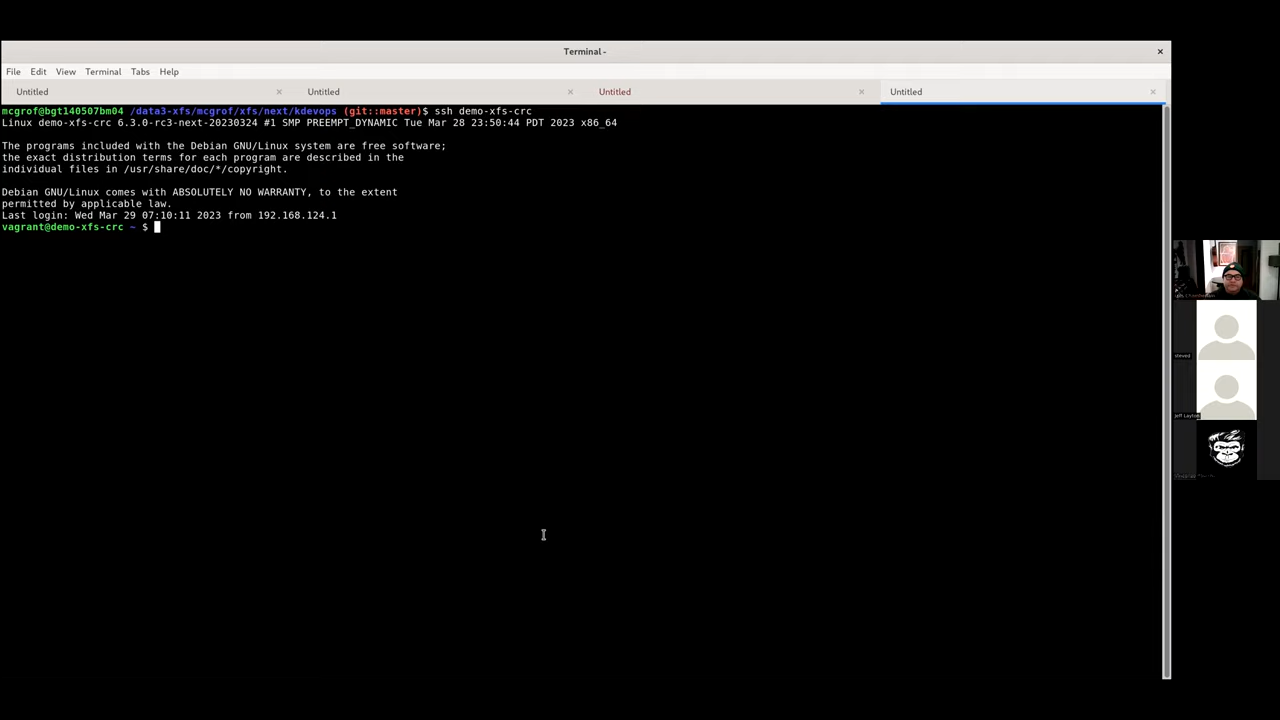 Terminal -
File Edit View Terminal Tabs Help
Untitled Untitled Untitled Untitled
mcgrof@bgt140507bm04 /data3-xfs/mcgrof/xfs/next/kdevops (git::master)$ ssh demo-xfs-crc
Linux demo-xfs-crc 6.3.0-rc3-next-20230324 #1 SMP PREEMPT_DYNAMIC Tue Mar 28 23:50:44 PDT 2023 x86_64
The programs included with the Debian GNU/Linux system are free software;
the exact distribution terms for each program are described in the
individual files in /usr/share/doc/*/copyright.
Debian GNU/Linux comes with ABSOLUTELY NO WARRANTY, to the extent
permitted by applicable law.
Last login: Wed Mar 29 07:10:11 2023 from 192.168.124.1
vagrant@demo-xfs-crc ~ $
steved
Jeff Layton